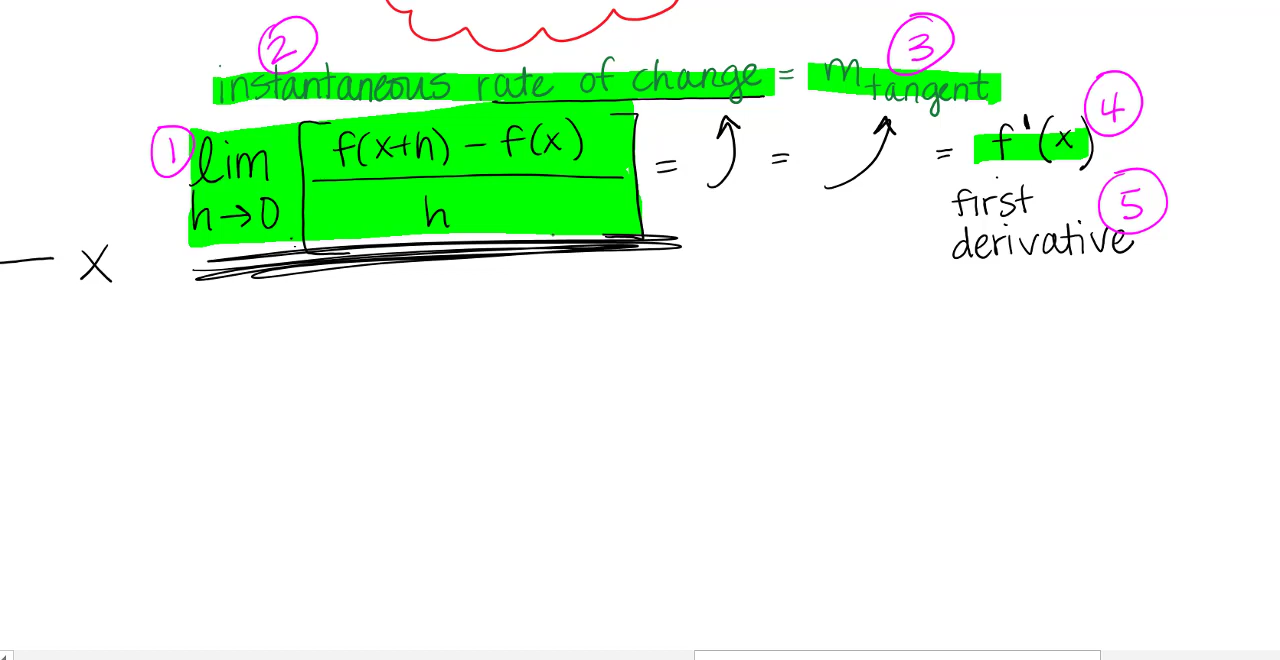 ② ③
instantaneous rate of change = m tangent
① lim h→0 [ f(x+h) − f(x) / h ] = = = f'(x) ④
first ⑤
derivative
x